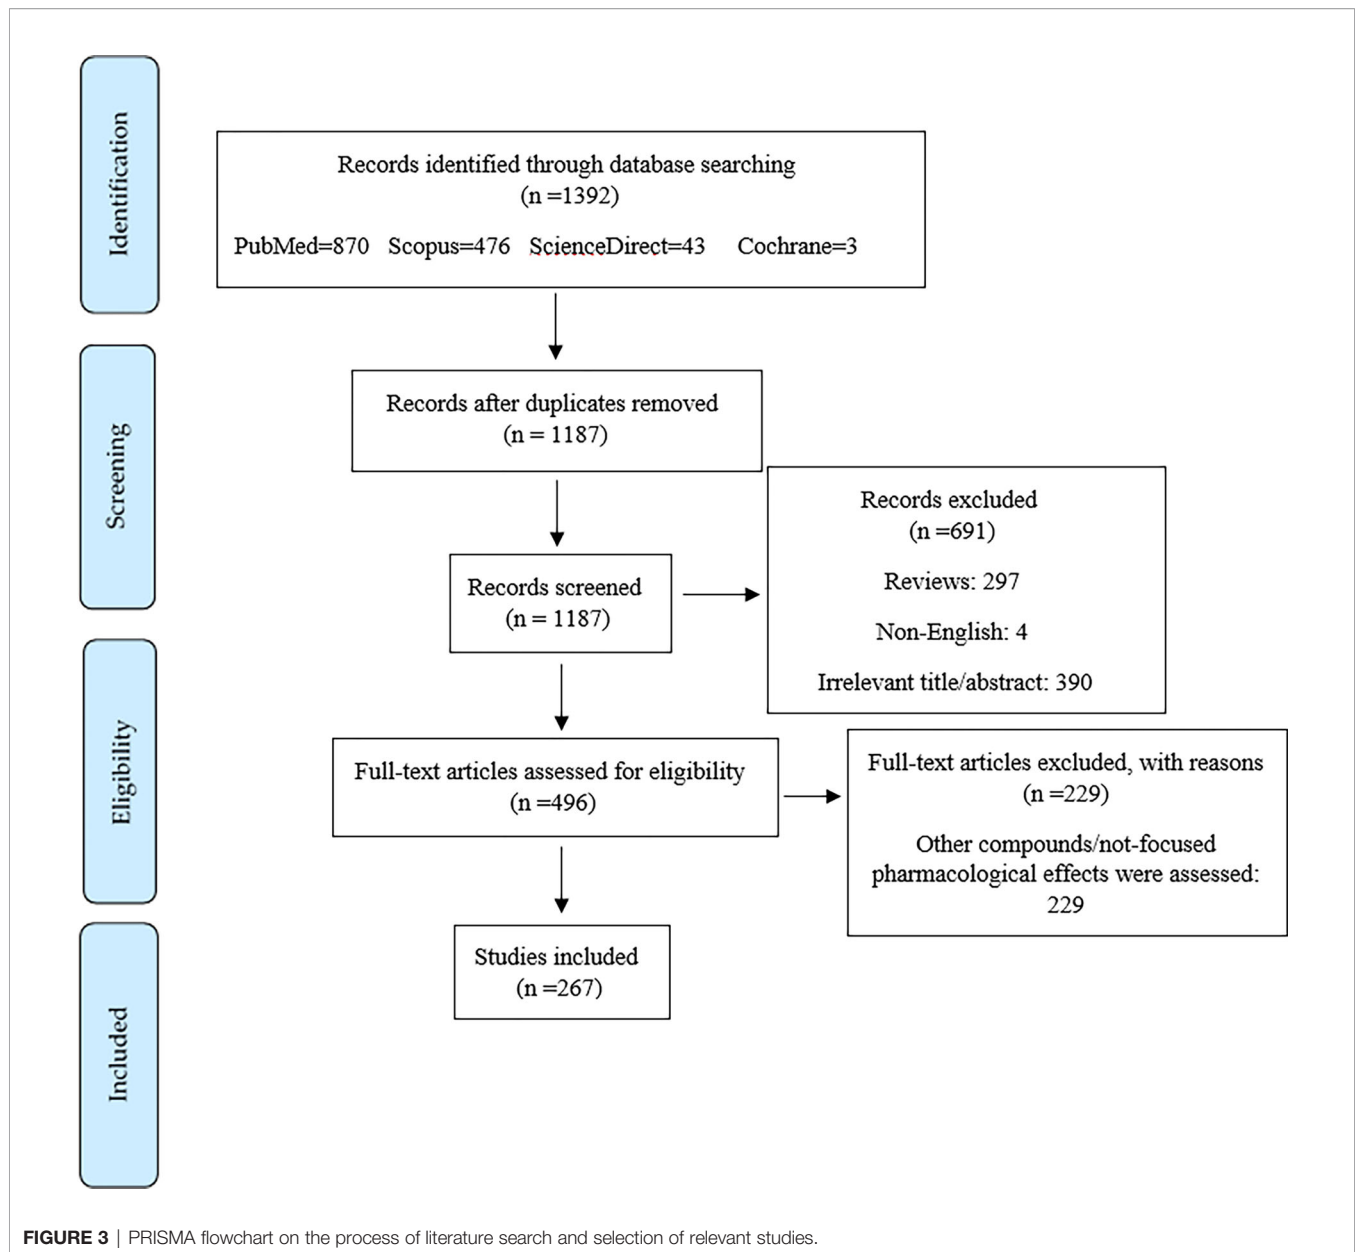 Identification
Records identified through database searching
(n =1392)
PubMed=870 Scopus=476 ScienceDirect=43 Cochrane=3
Screening
Records after duplicates removed
(n = 1187)
Records screened
(n = 1187)
Records excluded
(n =691)
Reviews: 297
Non-English: 4
Irrelevant title/abstract: 390
Eligibility
Full-text articles assessed for eligibility
(n =496)
Full-text articles excluded, with reasons
(n =229)
Other compounds/not-focused
pharmacological effects were assessed:
229
Included
Studies included
(n =267)
FIGURE 3 | PRISMA flowchart on the process of literature search and selection of relevant studies.